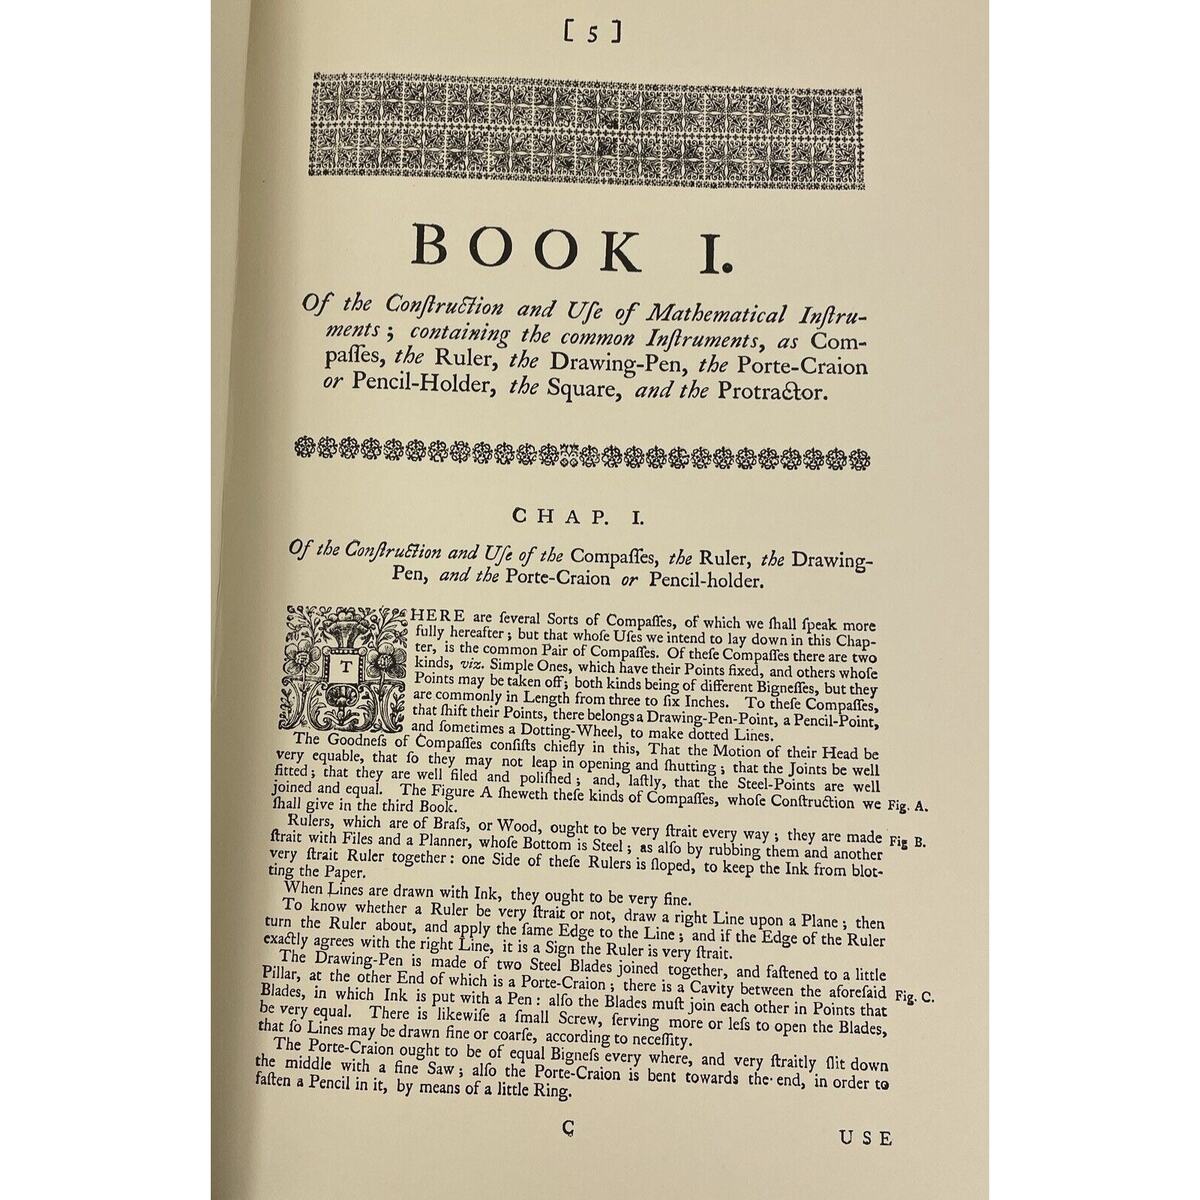 [ 5 ]
BOOK I.
Of the Conſtruction and Uſe of Mathematical Inſtru-
ments; containing the common Inſtruments, as Com-
paſſes, the Ruler, the Drawing-Pen, the Porte-Craion
or Pencil-Holder, the Square, and the Protractor.
CHAP. I.
Of the Conſtruction and Uſe of the Compaſſes, the Ruler, the Drawing-
Pen, and the Porte-Craion or Pencil-holder.
THERE are ſeveral Sorts of Compaſſes, of which we ſhall ſpeak more
fully hereafter; but that whoſe Uſes we intend to lay down in this Chap-
ter, is the common Pair of Compaſſes. Of theſe Compaſſes there are two
kinds, viz. Simple Ones, which have their Points fixed, and others whoſe
Points may be taken off; both kinds being of different Bigneſſes, but they
are commonly in Length from three to ſix Inches. To theſe Compaſſes,
that ſhift their Points, there belongs a Drawing-Pen-Point, a Pencil-Point,
and ſometimes a Dotting-Wheel, to make dotted Lines.
The Goodneſs of Compaſſes conſiſts chiefly in this, That the Motion of their Head be
very equable, that ſo they may not leap in opening and ſhutting; that the Joints be well
fitted; that they are well filed and poliſhed; and, laſtly, that the Steel-Points are well
joined and equal. The Figure A ſheweth theſe kinds of Compaſſes, whoſe Conſtruction we Fig. A.
ſhall give in the third Book.
Rulers, which are of Braſs, or Wood, ought to be very ſtrait every way; they are made Fig B.
ſtrait with Files and a Planner, whoſe Bottom is Steel; as alſo by rubbing them and another
very ſtrait Ruler together: one Side of theſe Rulers is ſloped, to keep the Ink from blot-
ting the Paper.
When Lines are drawn with Ink, they ought to be very fine.
To know whether a Ruler be very ſtrait or not, draw a right Line upon a Plane; then
turn the Ruler about, and apply the ſame Edge to the Line; and if the Edge of the Ruler
exactly agrees with the right Line, it is a Sign the Ruler is very ſtrait.
The Drawing-Pen is made of two Steel Blades joined together, and faſtened to a little
Pillar, at the other End of which is a Porte-Craion; there is a Cavity between the aforeſaid Fig. C.
Blades, in which Ink is put with a Pen: alſo the Blades muſt join each other in Points that
be very equal. There is likewiſe a ſmall Screw, ſerving more or leſs to open the Blades,
that ſo Lines may be drawn fine or coarſe, according to neceſſity.
The Porte-Craion ought to be of equal Bigneſs every where, and very ſtraitly ſlit down
the middle with a fine Saw; alſo the Porte-Craion is bent towards the end, in order to
faſten a Pencil in it, by means of a little Ring.
C
USE